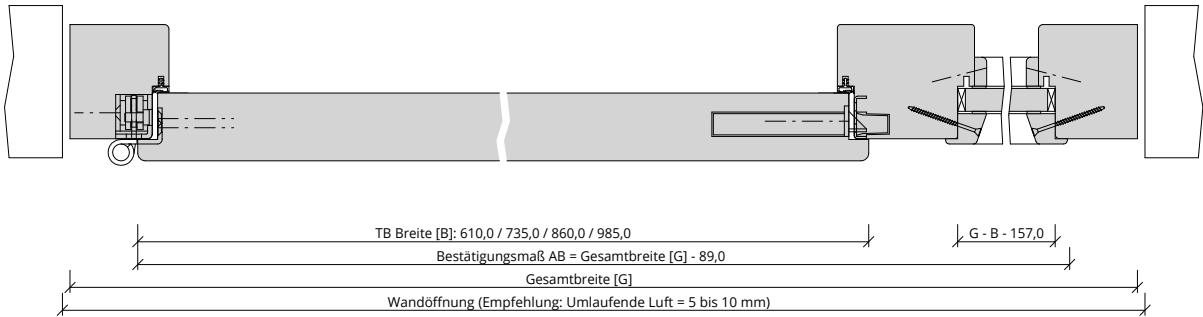 TB Breite [B]: 610,0 / 735,0 / 860,0 / 985,0
G - B - 157,0
Bestätigungsmaß AB = Gesamtbreite [G] - 89,0
Gesamtbreite [G]
Wandöffnung (Empfehlung: Umlaufende Luft = 5 bis 10 mm)